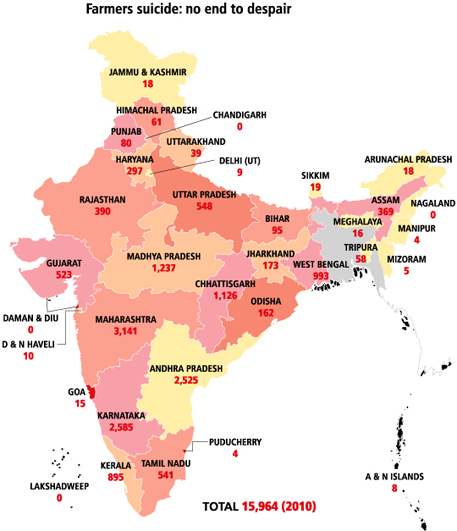 Farmers suicide: no end to despair
JAMMU & KASHMIR
18
HIMACHAL PRADESH
61
CHANDIGARH
0
PUNJAB
80
UTTARAKHAND
39
HARYANA
297
DELHI (UT)
9
ARUNACHAL PRADESH
18
SIKKIM
19
RAJASTHAN
390
UTTAR PRADESH
548
ASSAM
369
NAGALAND
0
BIHAR
95
MEGHALAYA
16
MANIPUR
4
TRIPURA
58
MIZORAM
5
GUJARAT
523
MADHYA PRADESH
1,237
JHARKHAND
173
WEST BENGAL
993
CHHATTISGARH
1,126
ODISHA
162
DAMAN & DIU
0
D & N HAVELI
10
MAHARASHTRA
3,141
ANDHRA PRADESH
2,525
GOA
15
KARNATAKA
2,585
PUDUCHERRY
4
KERALA
895
TAMIL NADU
541
A & N ISLANDS
8
LAKSHADWEEP
0
TOTAL 15,964 (2010)